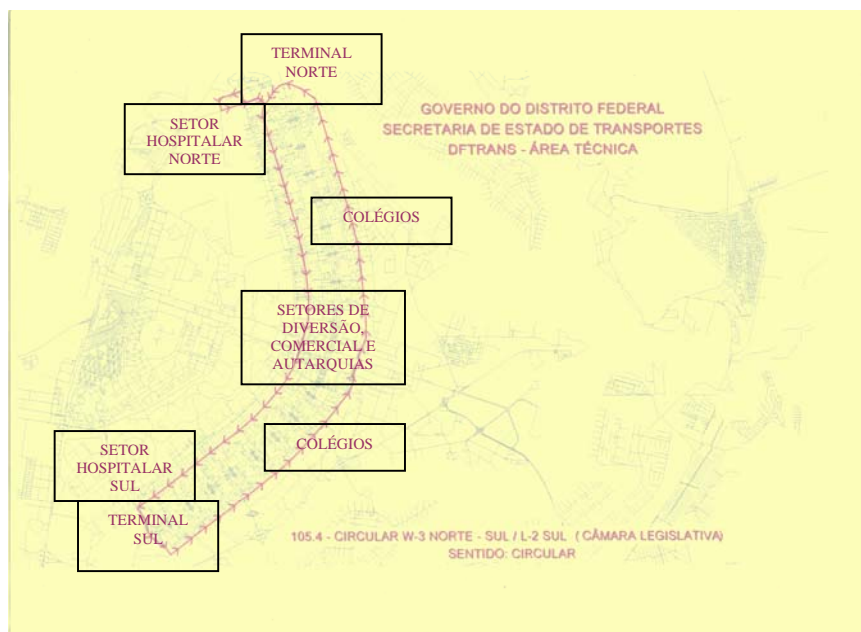 TERMINAL
NORTE
GOVERNO DO DISTRITO FEDERAL
SECRETARIA DE ESTADO DE TRANSPORTES
DFTRANS - ÁREA TÉCNICA
SETOR
HOSPITALAR
NORTE
COLÉGIOS
SETORES DE
DIVERSÃO,
COMERCIAL E
AUTARQUIAS
COLÉGIOS
SETOR
HOSPITALAR
SUL
TERMINAL
SUL
105.4 - CIRCULAR W-3 NORTE - SUL / L-2 SUL ( CÂMARA LEGISLATIVA)
SENTIDO: CIRCULAR